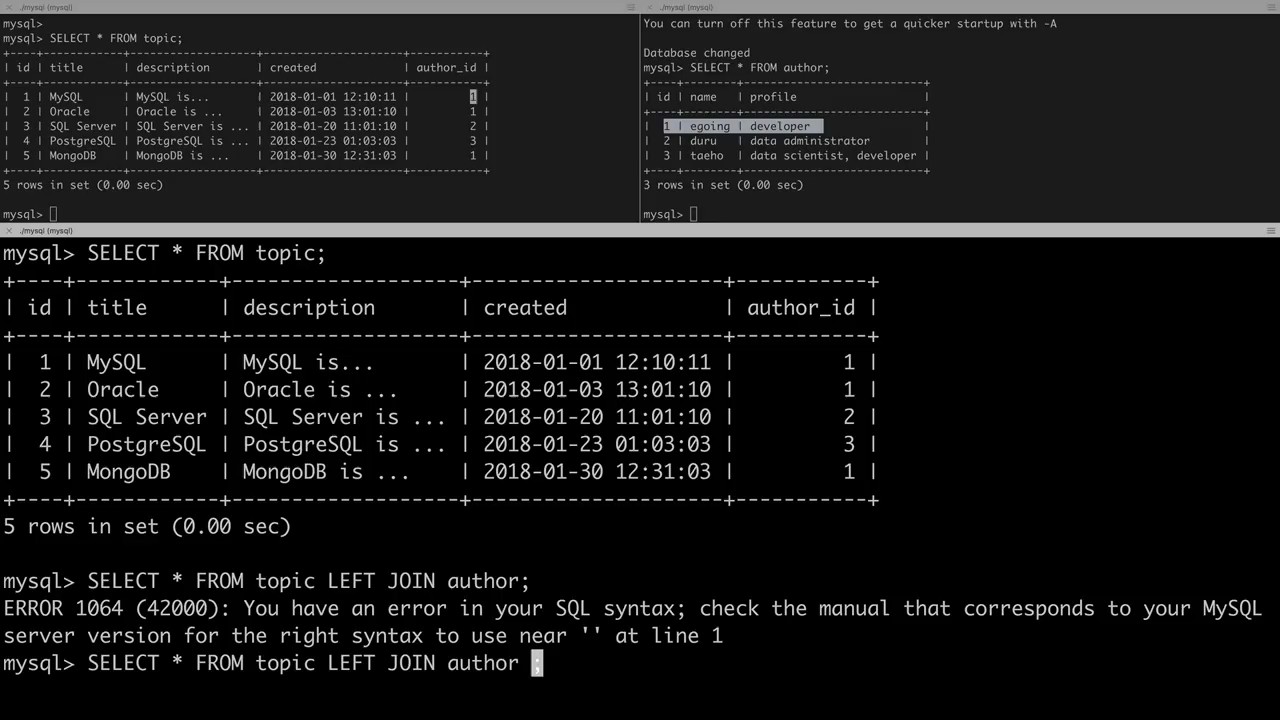 ./mysql (mysql)
mysql>
mysql> SELECT * FROM topic;
+----+------------+----------------+---------------------+-----------+
| id | title | description | created | author_id |
+----+------------+----------------+---------------------+-----------+
| 1 | MySQL | MySQL is... | 2018-01-01 12:10:11 | 1 |
| 2 | Oracle | Oracle is ... | 2018-01-03 13:01:10 | 1 |
| 3 | SQL Server | SQL Server is ... | 2018-01-20 11:01:10 | 2 |
| 4 | PostgreSQL | PostgreSQL is ... | 2018-01-23 01:03:03 | 3 |
| 5 | MongoDB | MongoDB is ... | 2018-01-30 12:31:03 | 1 |
+----+------------+----------------+---------------------+-----------+
5 rows in set (0.00 sec)
mysql>
./mysql (mysql)
You can turn off this feature to get a quicker startup with -A
Database changed
mysql> SELECT * FROM author;
+----+-------+---------------------------+
| id | name | profile |
+----+-------+---------------------------+
| 1 | egoing | developer |
| 2 | duru | data administrator |
| 3 | taeho | data scientist, developer |
+----+-------+---------------------------+
3 rows in set (0.00 sec)
mysql>
./mysql (mysql)
mysql> SELECT * FROM topic;
+----+------------+-------------------+---------------------+-----------+
| id | title | description | created | author_id |
+----+------------+-------------------+---------------------+-----------+
| 1 | MySQL | MySQL is... | 2018-01-01 12:10:11 | 1 |
| 2 | Oracle | Oracle is ... | 2018-01-03 13:01:10 | 1 |
| 3 | SQL Server | SQL Server is ... | 2018-01-20 11:01:10 | 2 |
| 4 | PostgreSQL | PostgreSQL is ... | 2018-01-23 01:03:03 | 3 |
| 5 | MongoDB | MongoDB is ... | 2018-01-30 12:31:03 | 1 |
+----+------------+-------------------+---------------------+-----------+
5 rows in set (0.00 sec)
mysql> SELECT * FROM topic LEFT JOIN author;
ERROR 1064 (42000): You have an error in your SQL syntax; check the manual that corresponds to your MySQL
server version for the right syntax to use near '' at line 1
mysql> SELECT * FROM topic LEFT JOIN author ;